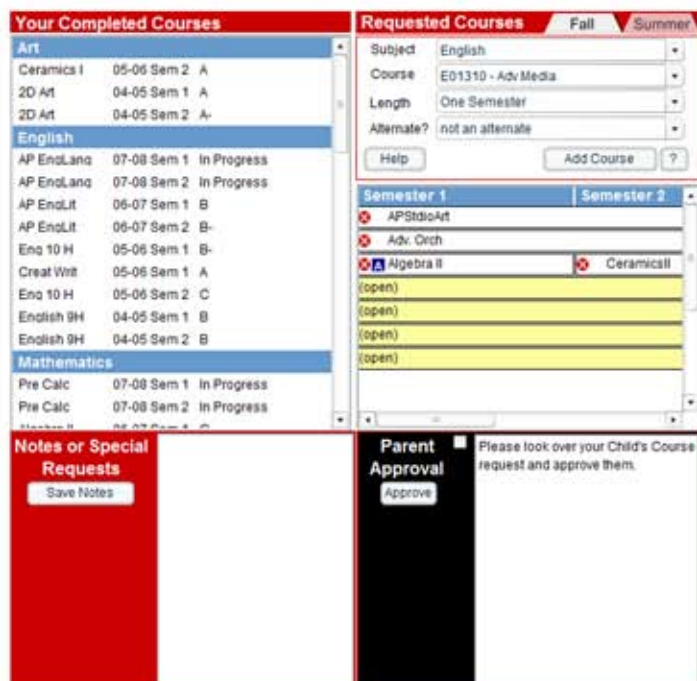 Your Completed Courses
Art
Ceramics I 05-06 Sem 2 A
2D Art 04-05 Sem 1 A
2D Art 04-05 Sem 2 A-
English
AP EngLang 07-08 Sem 1 In Progress
AP EngLang 07-08 Sem 2 In Progress
AP EngLit 06-07 Sem 1 B
AP EngLit 06-07 Sem 2 B-
Eng 10 H 05-06 Sem 1 B-
Creat Writ 05-06 Sem 1 A
Eng 10 H 05-06 Sem 2 C
English 9H 04-05 Sem 1 B
English 9H 04-05 Sem 2 B
Mathematics
Pre Calc 07-08 Sem 1 In Progress
Pre Calc 07-08 Sem 2 In Progress
Requested Courses Fall Summer
Subject English
Course E01310 - Adv.Media
Length One Semester
Alternate? not an alternate
Help Add Course ?
Semester 1 Semester 2
APStdioArt
Adv. Orch
A Algebra II CeramicsII
(open)
(open)
(open)
(open)
Notes or Special
Requests
Save Notes
Parent
Approval
Approve
Please look over your Child's Course
request and approve them.